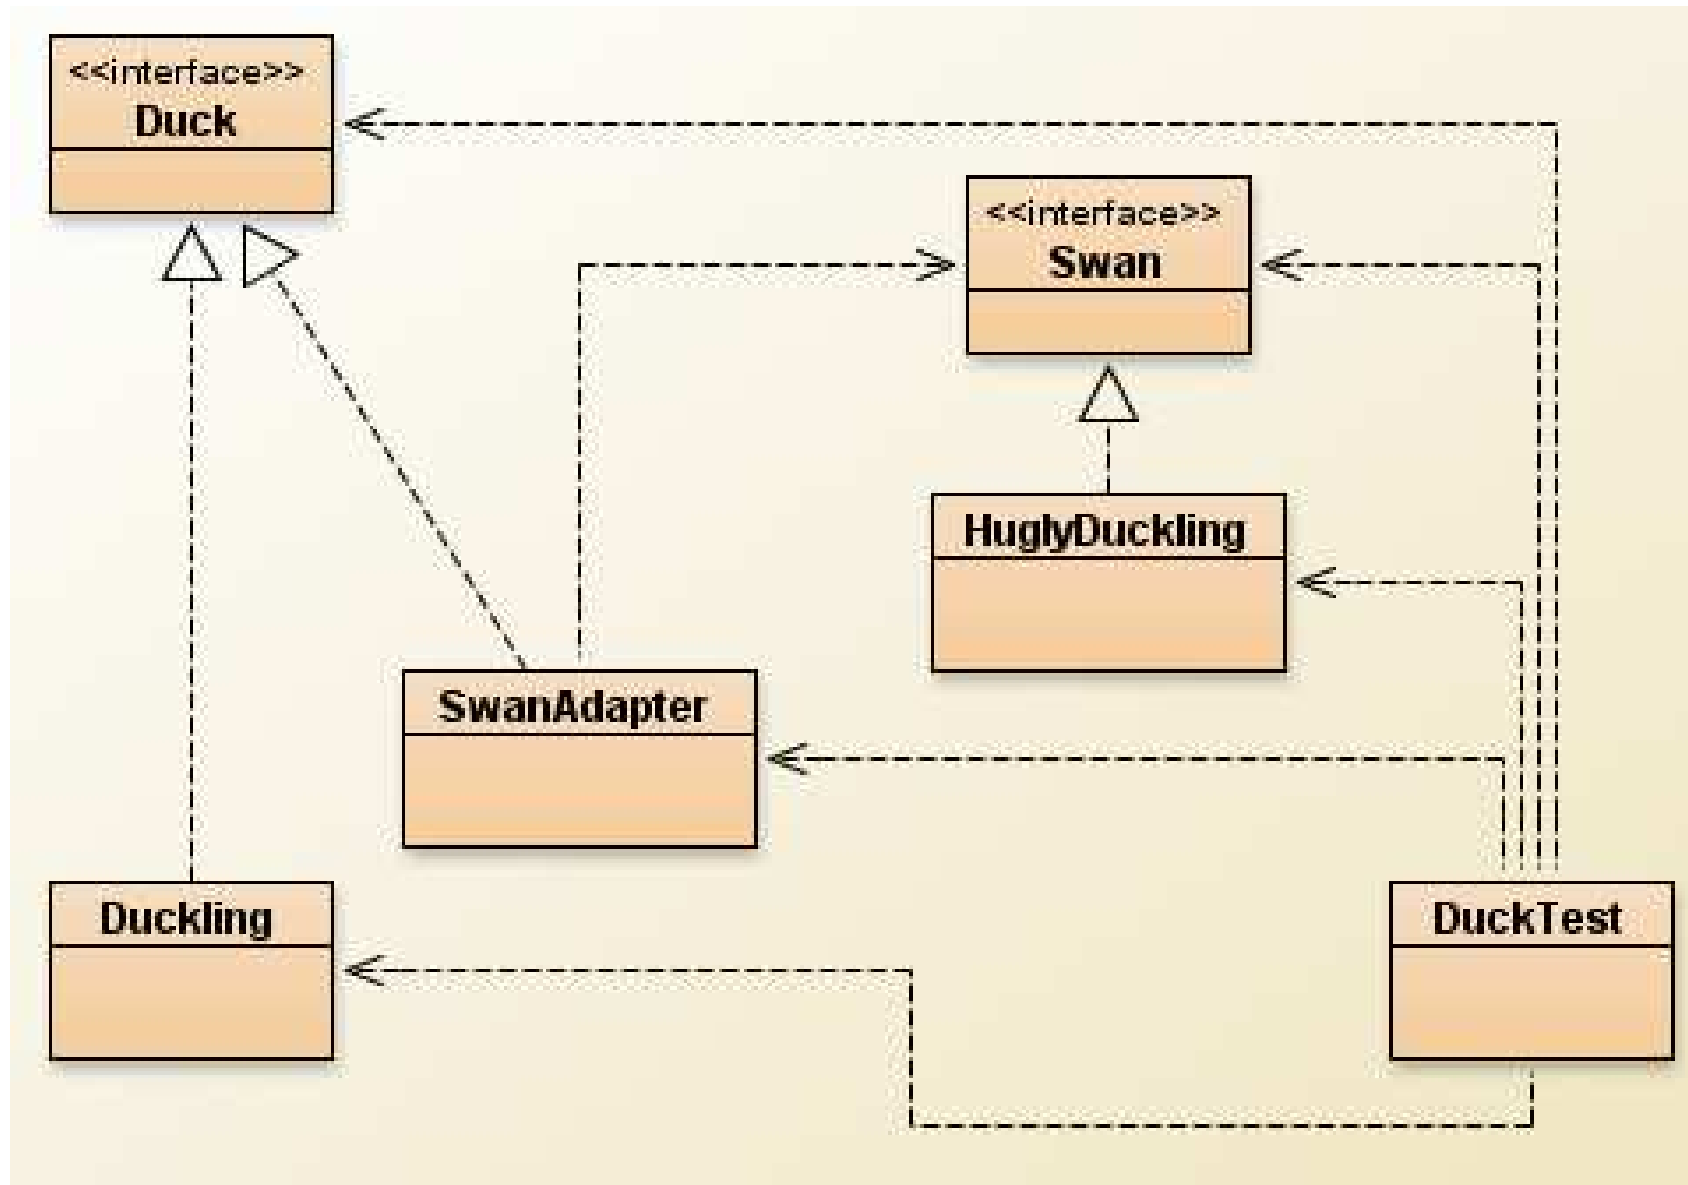 <<interface>>
Duck
<<interface>>
Swan
HuglyDuckling
SwanAdapter
Duckling
DuckTest